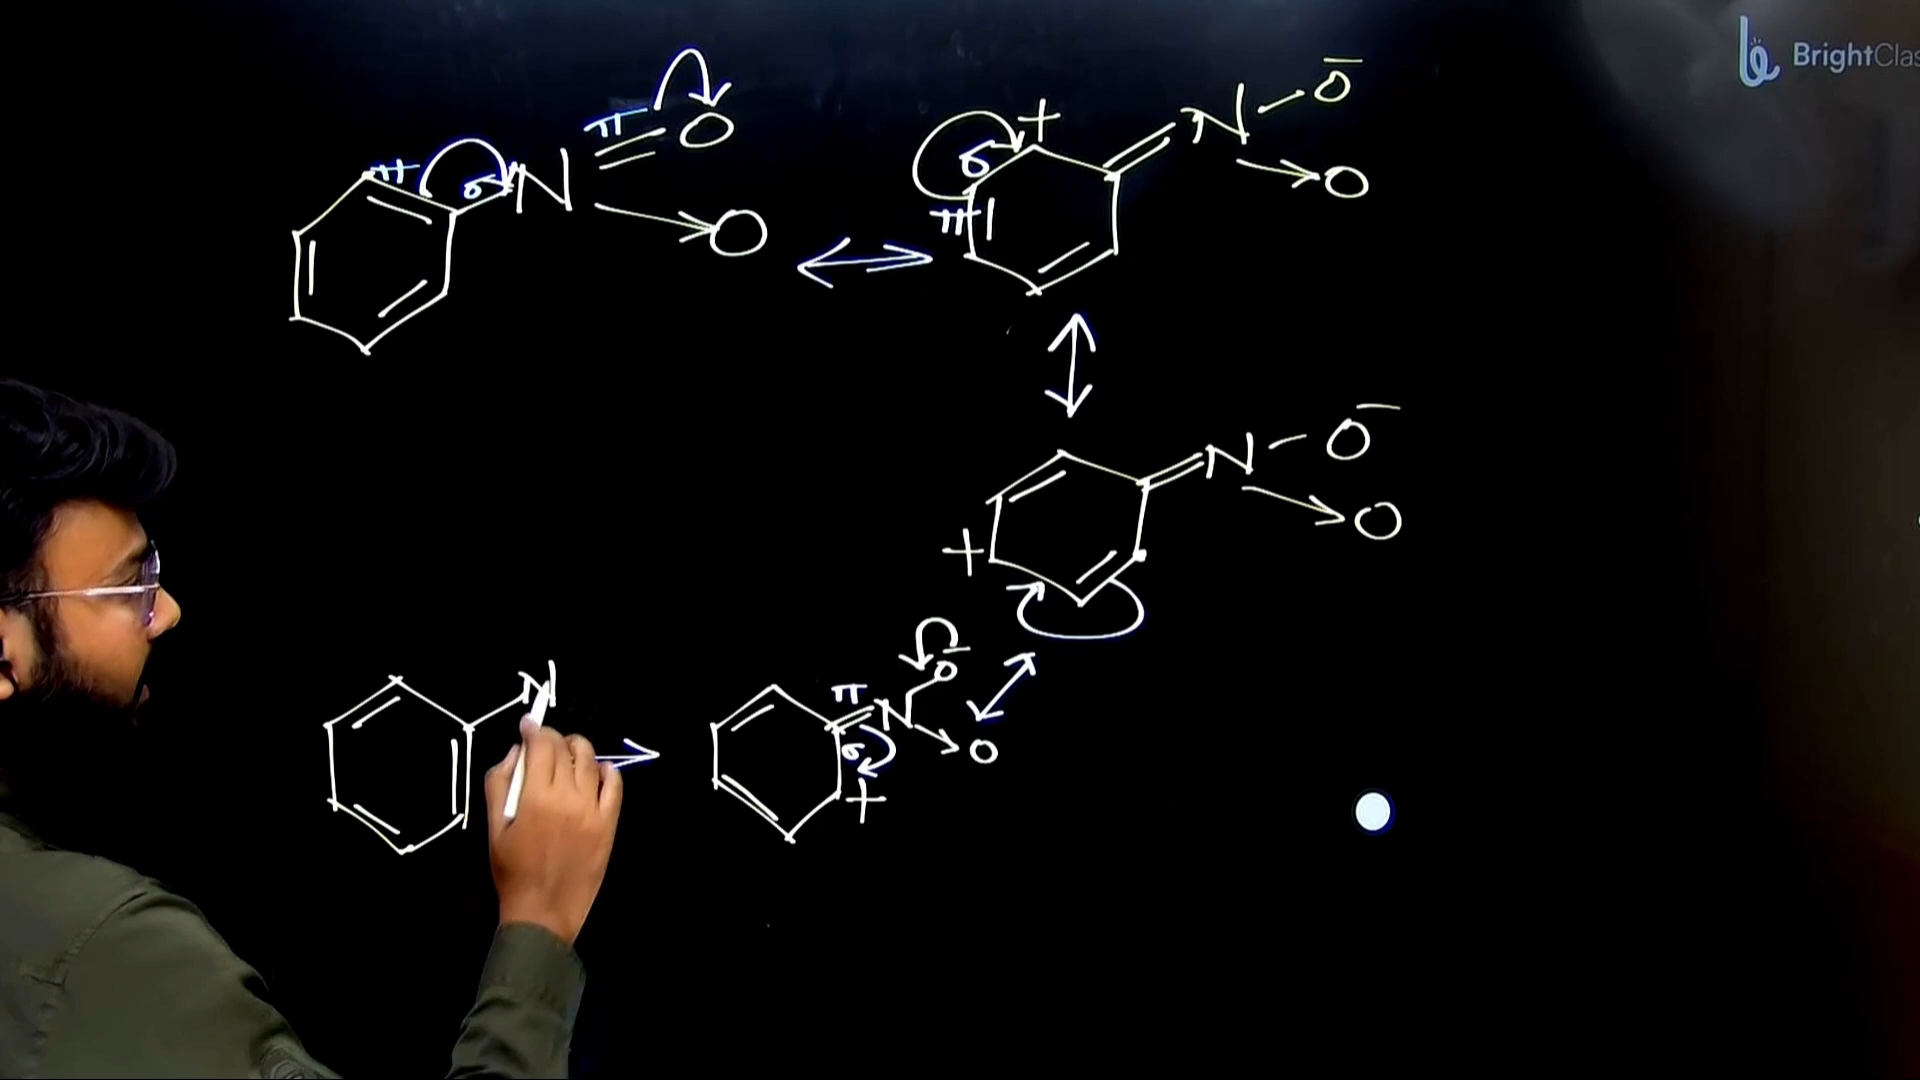 BrightClas
π σ N π O
O
+ σ π N O⁻
O
N O⁻
O
+
N
π N O⁻
O
σ
+